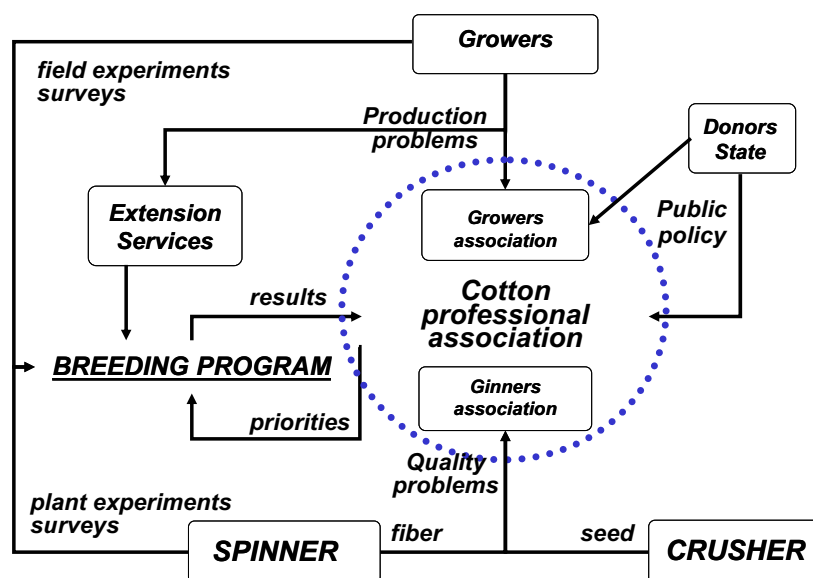 Growers
field experiments
surveys
Production
problems
Donors
State
Extension
Services
Growers
association
Public
policy
results
Cotton
professional
association
BREEDING PROGRAM
Ginners
association
priorities
Quality
problems
plant experiments
surveys
SPINNER
fiber
seed
CRUSHER